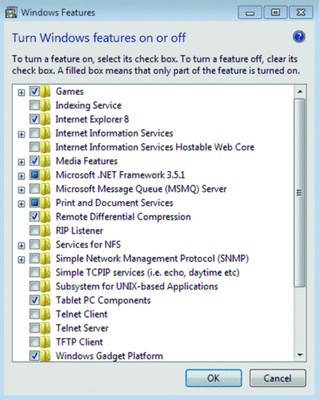 Windows Features
Turn Windows features on or off
To turn a feature on, select its check box. To turn a feature off, clear its
check box. A filled box means that only part of the feature is turned on.
Games
Indexing Service
Internet Explorer 8
Internet Information Services
Internet Information Services Hostable Web Core
Media Features
Microsoft .NET Framework 3.5.1
Microsoft Message Queue (MSMQ) Server
Print and Document Services
Remote Differential Compression
RIP Listener
Services for NFS
Simple Network Management Protocol (SNMP)
Simple TCPIP services (i.e. echo, daytime etc)
Subsystem for UNIX-based Applications
Tablet PC Components
Telnet Client
Telnet Server
TFTP Client
Windows Gadget Platform
OK
Cancel